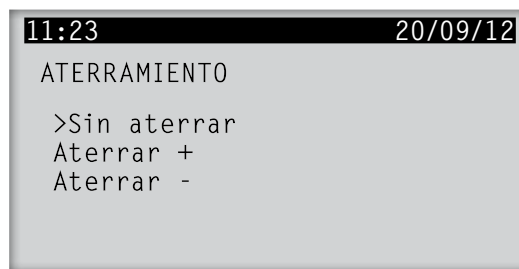 11:23 20/09/12
ATERRAMIENTO
>Sin aterrar
Aterrar +
Aterrar -